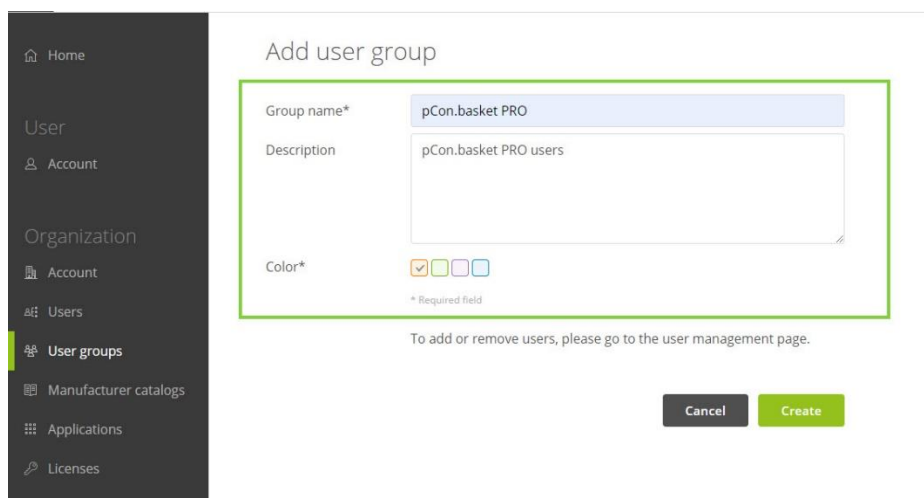 Home
User
Account
Organization
Account
Users
User groups
Manufacturer catalogs
Applications
Licenses
Add user group
Group name*
pCon.basket PRO
Description
pCon.basket PRO users
Color*
* Required field
To add or remove users, please go to the user management page.
Cancel
Create